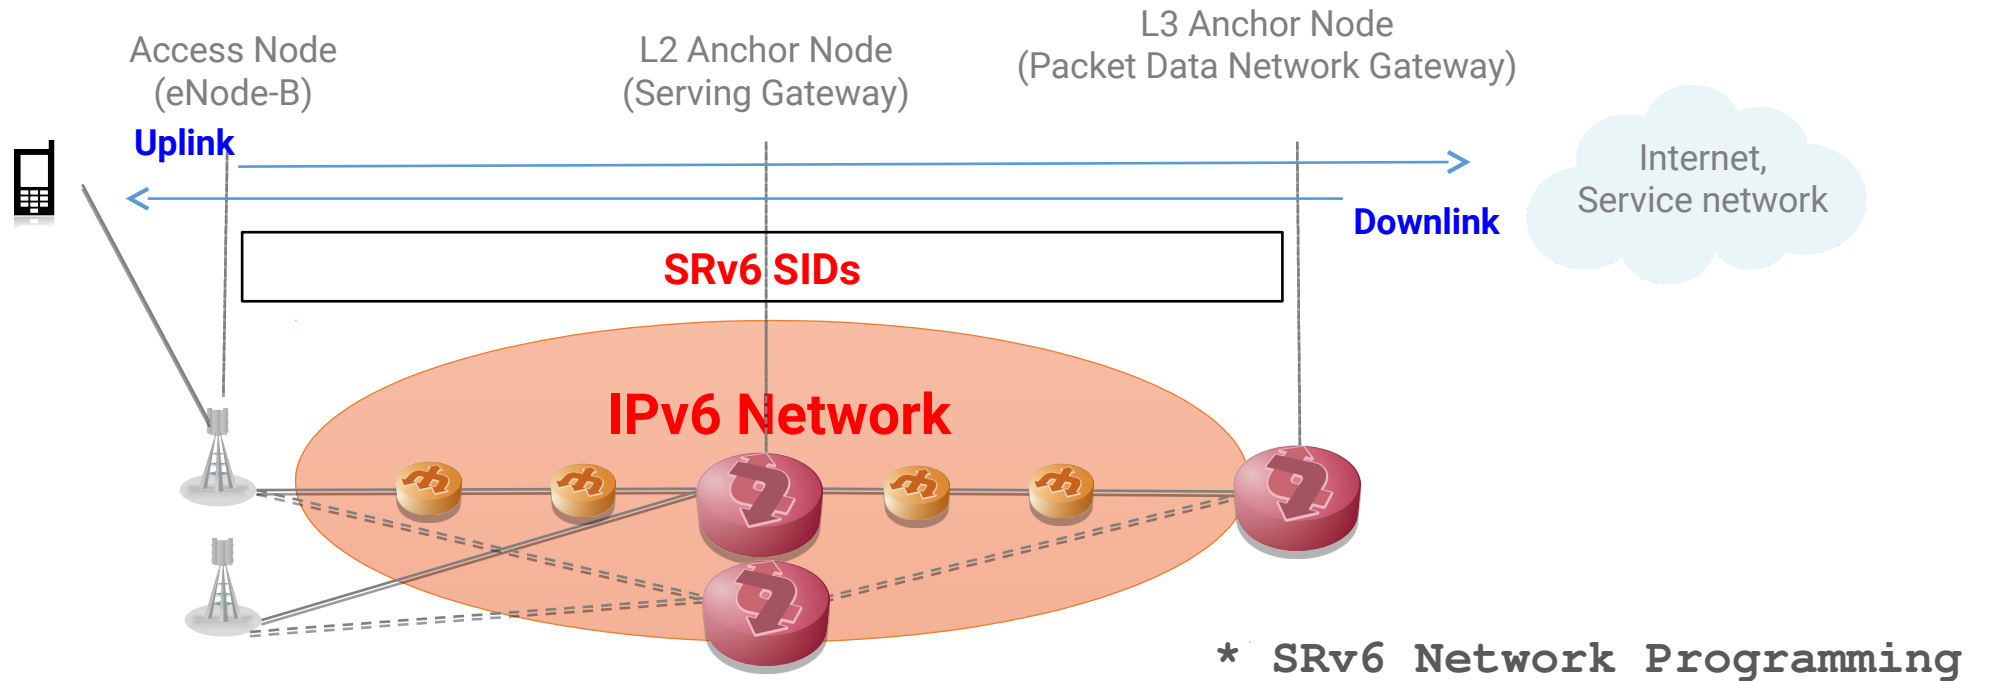 Access Node
(eNode-B)
L2 Anchor Node
(Serving Gateway)
L3 Anchor Node
(Packet Data Network Gateway)
Uplink
Internet,
Service network
Downlink
SRv6 SIDs
IPv6 Network
* SRv6 Network Programming